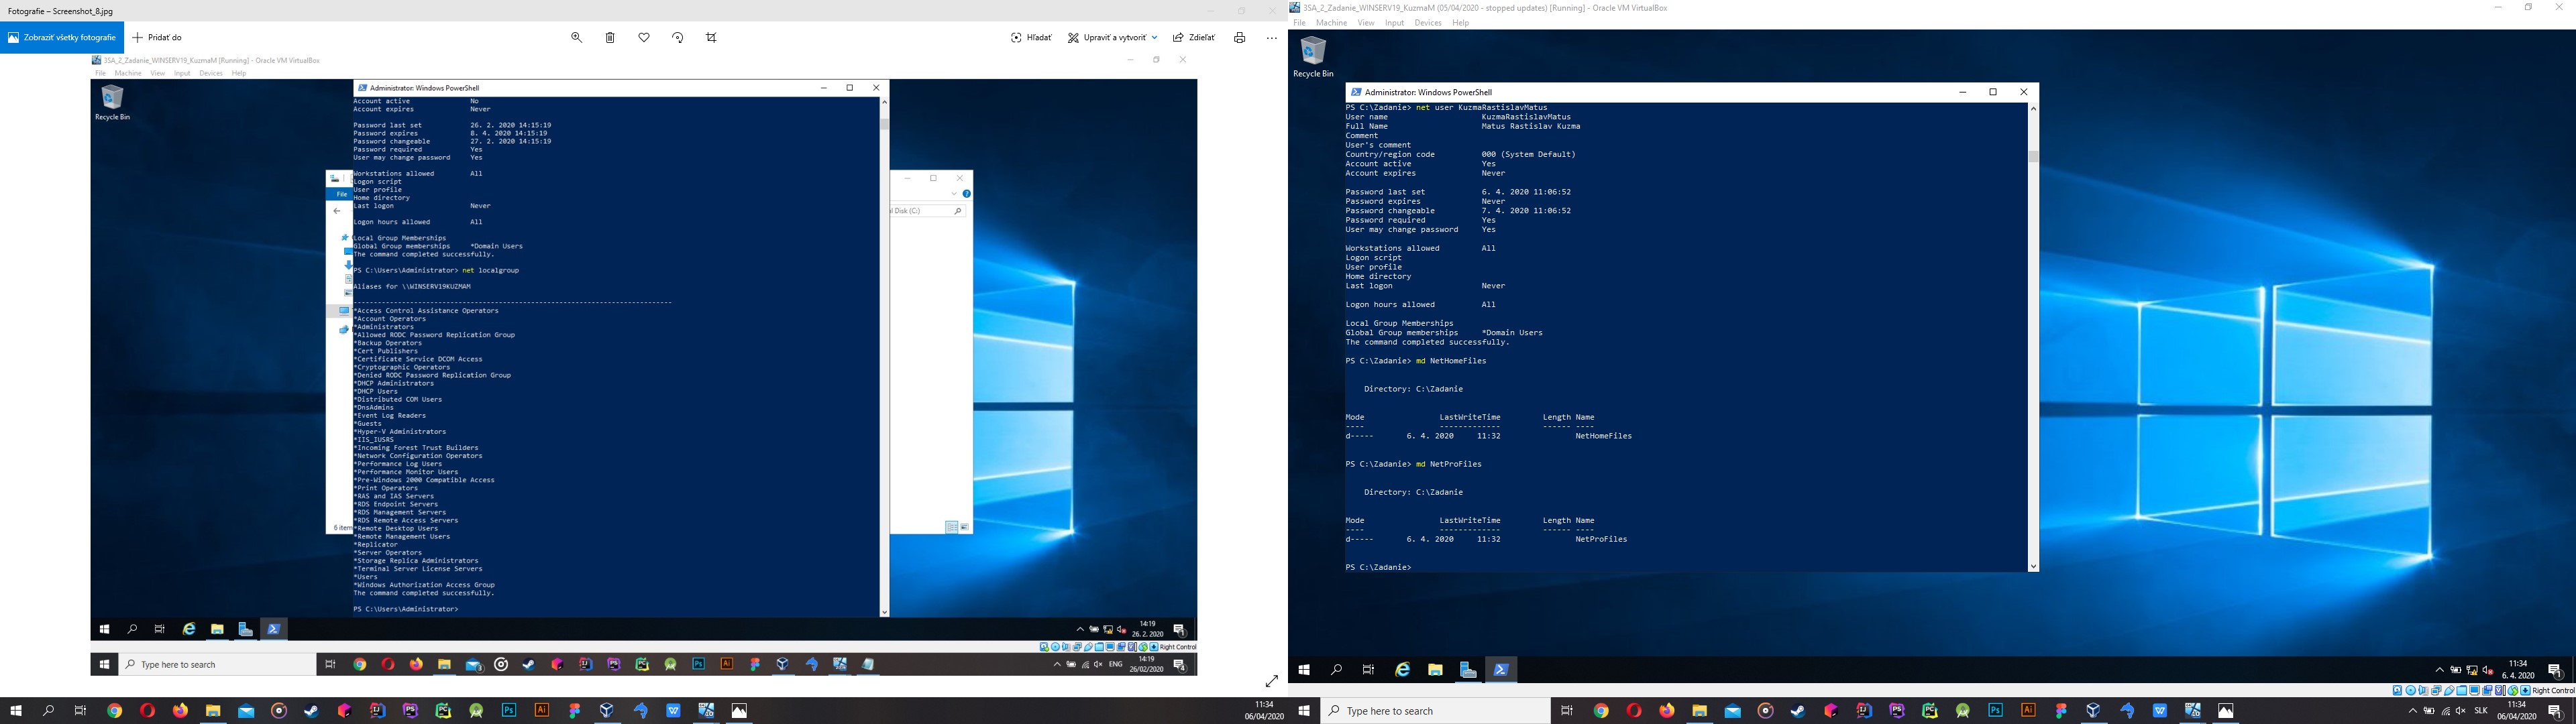 Fotografie – Screenshot_8.jpg
Zobraziť všetky fotografie
Pridať do
Hľadať
Upraviť a vytvoriť
Zdieľať
3SA_2_Zadanie_WINSERV19_KuzmaM [Running] - Oracle VM VirtualBox
File Machine View Input Devices Help
Recycle Bin
Administrator: Windows PowerShell
Account active No
Account expires Never
Password last set 26. 2. 2020 14:15:19
Password expires 8. 4. 2020 14:15:19
Password changeable 27. 2. 2020 14:15:19
Password required Yes
User may change password Yes
Workstations allowed All
Logon script
User profile
Home directory
Last logon Never
Logon hours allowed All
Local Group Memberships
Global Group memberships *Domain Users
The command completed successfully.
PS C:\Users\Administrator> net localgroup
Aliases for \\WINSERV19KUZMAM
-------------------------------------------------------------------------------
*Access Control Assistance Operators
*Account Operators
*Administrators
*Allowed RODC Password Replication Group
*Backup Operators
*Cert Publishers
*Certificate Service DCOM Access
*Cryptographic Operators
*Denied RODC Password Replication Group
*DHCP Administrators
*DHCP Users
*Distributed COM Users
*DnsAdmins
*Event Log Readers
*Guests
*Hyper-V Administrators
*IIS_IUSRS
*Incoming Forest Trust Builders
*Network Configuration Operators
*Performance Log Users
*Performance Monitor Users
*Pre-Windows 2000 Compatible Access
*Print Operators
*RAS and IAS Servers
*RDS Endpoint Servers
*RDS Management Servers
*RDS Remote Access Servers
*Remote Desktop Users
*Remote Management Users
*Replicator
*Server Operators
*Storage Replica Administrators
*Terminal Server License Servers
*Users
*Windows Authorization Access Group
The command completed successfully.
PS C:\Users\Administrator>
File
Disk (C:)
6 item
14:19
26. 2. 2020
Right Control
Type here to search
ENG
14:19
26/02/2020
11:34
06/04/2020
3SA_2_Zadanie_WINSERV19_KuzmaM (05/04/2020 - stopped updates) [Running] - Oracle VM VirtualBox
File Machine View Input Devices Help
Recycle Bin
Administrator: Windows PowerShell
PS C:\Zadanie> net user KuzmaRastislavMatus
User name KuzmaRastislavMatus
Full Name Matus Rastislav Kuzma
Comment
User's comment
Country/region code 000 (System Default)
Account active Yes
Account expires Never
Password last set 6. 4. 2020 11:06:52
Password expires Never
Password changeable 7. 4. 2020 11:06:52
Password required Yes
User may change password Yes
Workstations allowed All
Logon script
User profile
Home directory
Last logon Never
Logon hours allowed All
Local Group Memberships
Global Group memberships *Domain Users
The command completed successfully.
PS C:\Zadanie> md NetHomeFiles
Directory: C:\Zadanie
Mode LastWriteTime Length Name
---- ------------- ------ ----
d----- 6. 4. 2020 11:32 NetHomeFiles
PS C:\Zadanie> md NetProFiles
Directory: C:\Zadanie
Mode LastWriteTime Length Name
---- ------------- ------ ----
d----- 6. 4. 2020 11:32 NetProFiles
PS C:\Zadanie>
11:34
6. 4. 2020
Right Control
Type here to search
SLK
11:34
06/04/2020